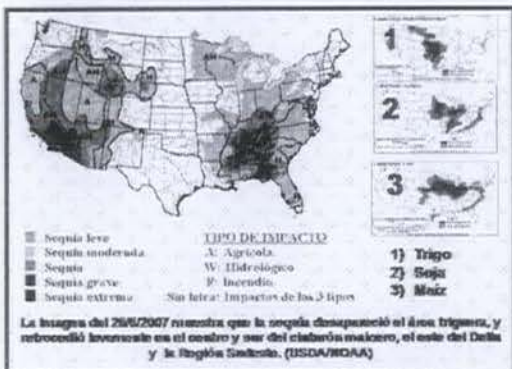 1
2
3
Sequía leve
Sequía moderada
Sequía
Sequía grave
Sequía extrema
TIPO DE IMPACTO
A: Agrícola.
W: Hidrológico
F: Incendio.
Sin letra: Impactos de los 3 tipos
1) Trigo
2) Soja
3) Maíz
La imagen del 26/6/2007 muestra que la sequía desapareció el área triguera, y
retrocedió levemente en el centro y sur del cinturón maicero, el este del Delta
y la Región Sudeste. (USDA/NOAA)